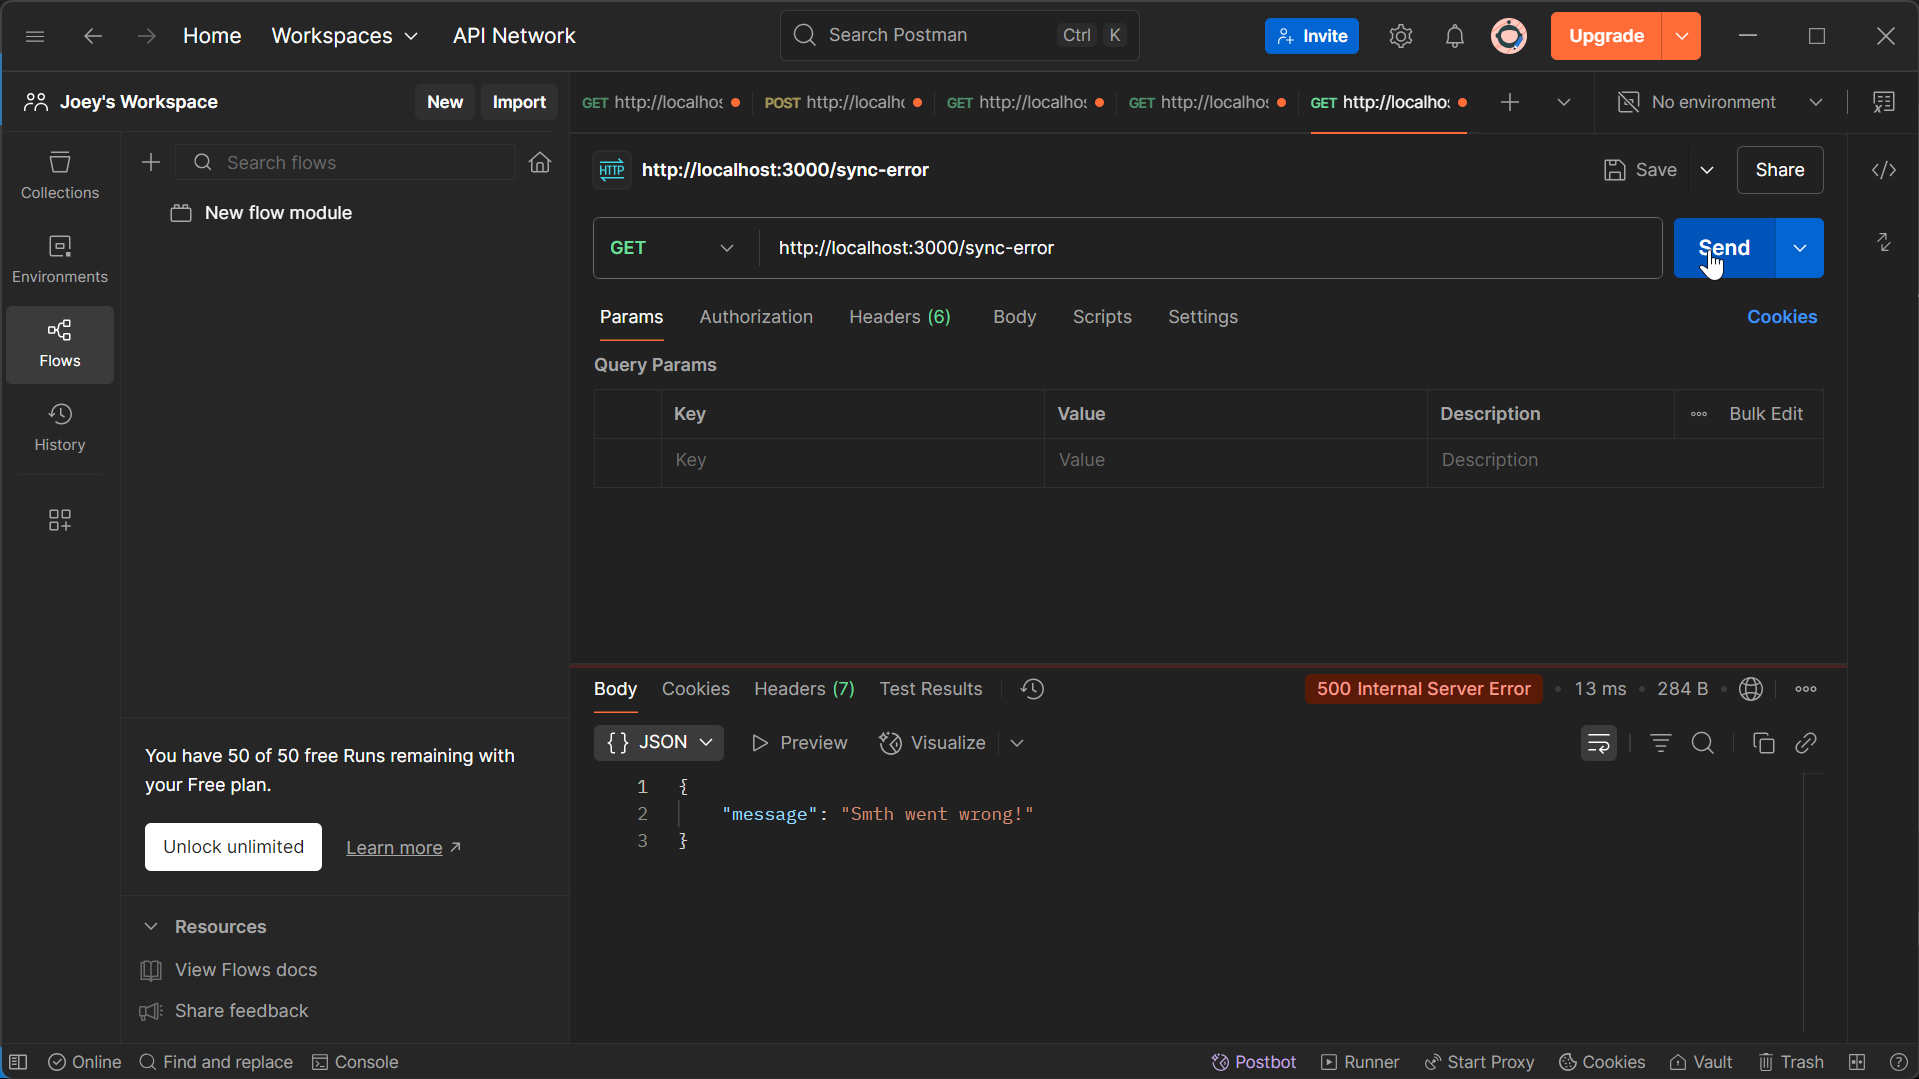 Home
Workspaces
API Network
Search Postman
Ctrl K
Invite
Upgrade
Joey's Workspace
New
Import
GET http://localhos
POST http://localhc
GET http://localhos
GET http://localhos
GET http://localhos
No environment
Collections
Environments
Flows
History
Search flows
New flow module
HTTP
http://localhost:3000/sync-error
Save
Share
GET
http://localhost:3000/sync-error
Send
Params
Authorization
Headers (6)
Body
Scripts
Settings
Cookies
Query Params
Key
Value
Description
Bulk Edit
Key
Value
Description
You have 50 of 50 free Runs remaining with
your Free plan.
Unlock unlimited
Learn more
Resources
View Flows docs
Share feedback
Body
Cookies
Headers (7)
Test Results
500 Internal Server Error
13 ms
284 B
{} JSON
Preview
Visualize
1 {
2 "message": "Smth went wrong!"
3 }
Online
Find and replace
Console
Postbot
Runner
Start Proxy
Cookies
Vault
Trash